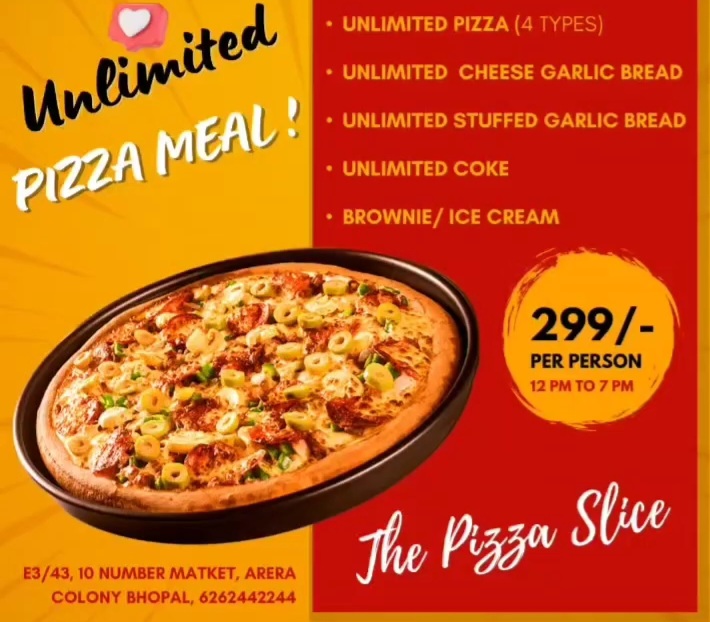 Unlimited
PIZZA MEAL!
• UNLIMITED PIZZA (4 TYPES)
• UNLIMITED CHEESE GARLIC BREAD
• UNLIMITED STUFFED GARLIC BREAD
• UNLIMITED COKE
• BROWNIE/ ICE CREAM
299/-
PER PERSON
12 PM TO 7 PM
The Pizza Slice
E3/43, 10 NUMBER MATKET, ARERA
COLONY BHOPAL, 6262442244